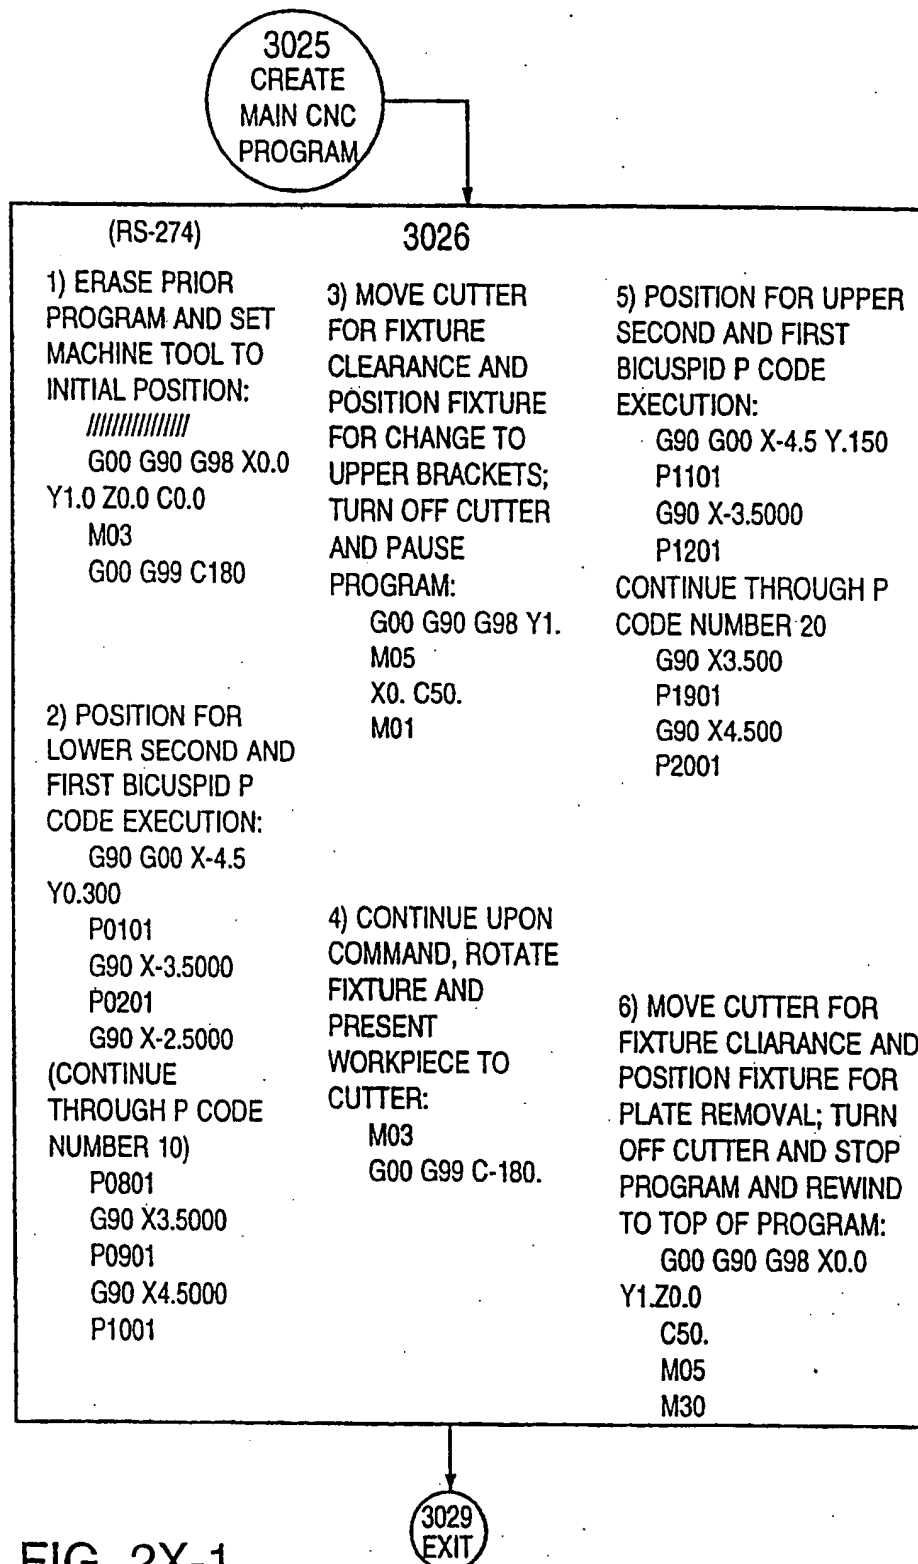 3025
CREATE
MAIN CNC
PROGRAM
(RS-274)
3026
1) ERASE PRIOR
PROGRAM AND SET
MACHINE TOOL TO
INITIAL POSITION:
////////////////
G00 G90 G98 X0.0
Y1.0 Z0.0 C0.0
M03
G00 G99 C180
2) POSITION FOR
LOWER SECOND AND
FIRST BICUSPID P
CODE EXECUTION:
G90 G00 X-4.5
Y0.300
P0101
G90 X-3.5000
P0201
G90 X-2.5000
(CONTINUE
THROUGH P CODE
NUMBER 10)
P0801
G90 X3.5000
P0901
G90 X4.5000
P1001
3) MOVE CUTTER
FOR FIXTURE
CLEARANCE AND
POSITION FIXTURE
FOR CHANGE TO
UPPER BRACKETS;
TURN OFF CUTTER
AND PAUSE
PROGRAM:
G00 G90 G98 Y1.
M05
X0. C50.
M01
4) CONTINUE UPON
COMMAND, ROTATE
FIXTURE AND
PRESENT
WORKPIECE TO
CUTTER:
M03
G00 G99 C-180.
5) POSITION FOR UPPER
SECOND AND FIRST
BICUSPID P CODE
EXECUTION:
G90 G00 X-4.5 Y.150
P1101
G90 X-3.5000
P1201
CONTINUE THROUGH P
CODE NUMBER 20
G90 X3.500
P1901
G90 X4.500
P2001
6) MOVE CUTTER FOR
FIXTURE CLIARANCE AND
POSITION FIXTURE FOR
PLATE REMOVAL; TURN
OFF CUTTER AND STOP
PROGRAM AND REWIND
TO TOP OF PROGRAM:
G00 G90 G98 X0.0
Y1.Z0.0
C50.
M05
M30
3029
EXIT
FIG. 2X-1